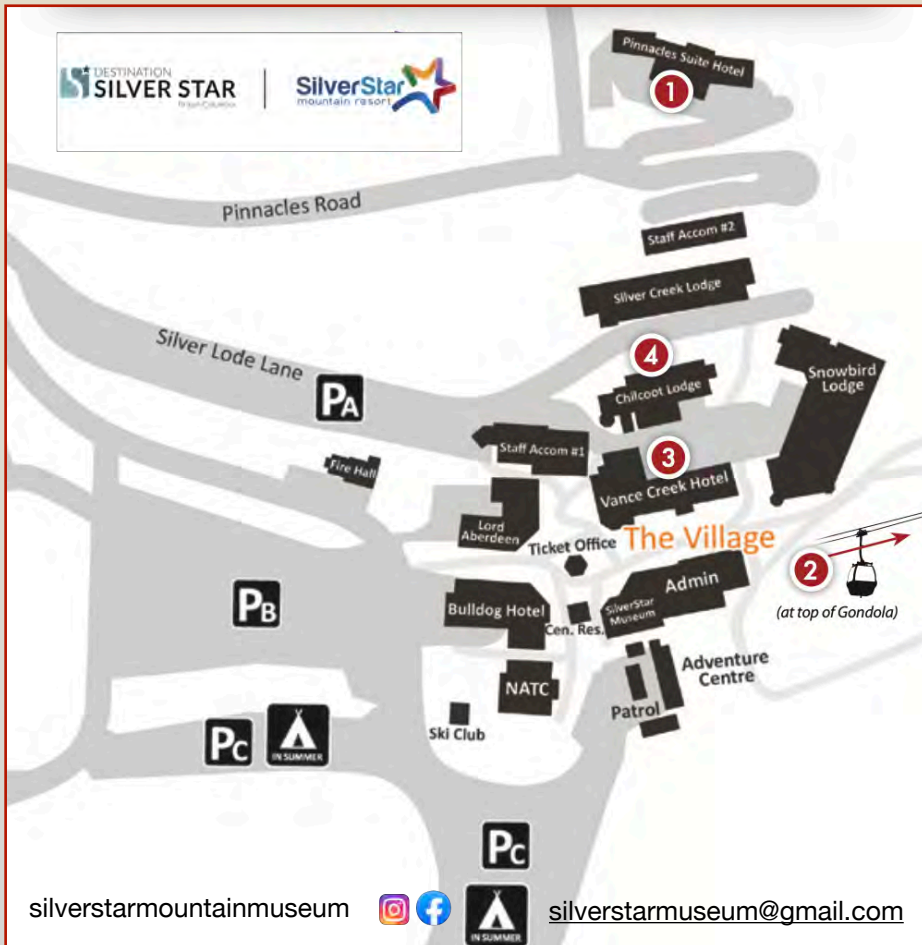 DESTINATION
SILVER STAR
SilverStar
mountain resort
Pinnacles Suite Hotel
1
Pinnacles Road
Staff Accom #2
Silver Creek Lodge
Silver Lode Lane
4
Snowbird
Lodge
PA
Chilcoot Lodge
Staff Accom #1
3
Fire Hall
Vance Creek Hotel
Lord
Aberdeen
Ticket Office
The Village
2
Admin
PB
Bulldog Hotel
SilverStar
Museum
(at top of Gondola)
Cen. Res.
Adventure
Centre
NATC
Patrol
Ski Club
PC
IN SUMMER
PC
IN SUMMER
silverstarmountainmuseum
silverstarmuseum@gmail.com